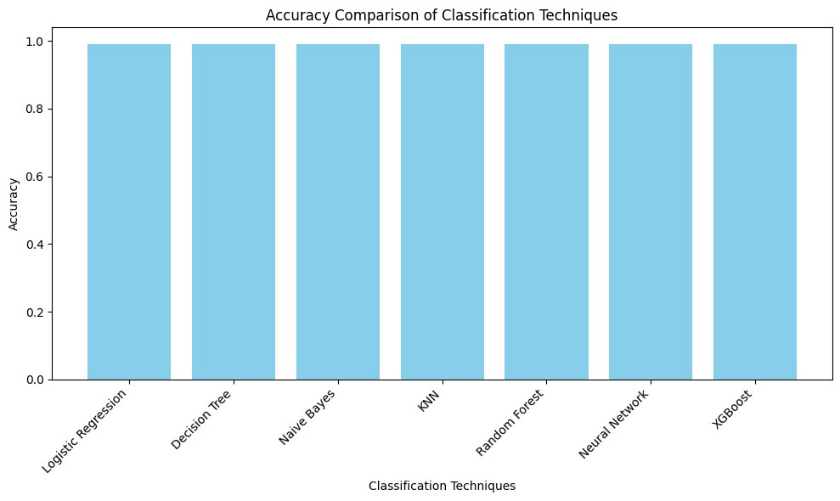 Accuracy Comparison of Classification Techniques
1.0
0.8
0.6
0.4
0.2
0.0
Accuracy
Logistic Regression
Decision Tree
Naive Bayes
KNN
Random Forest
Neural Network
XGBoost
Classification Techniques